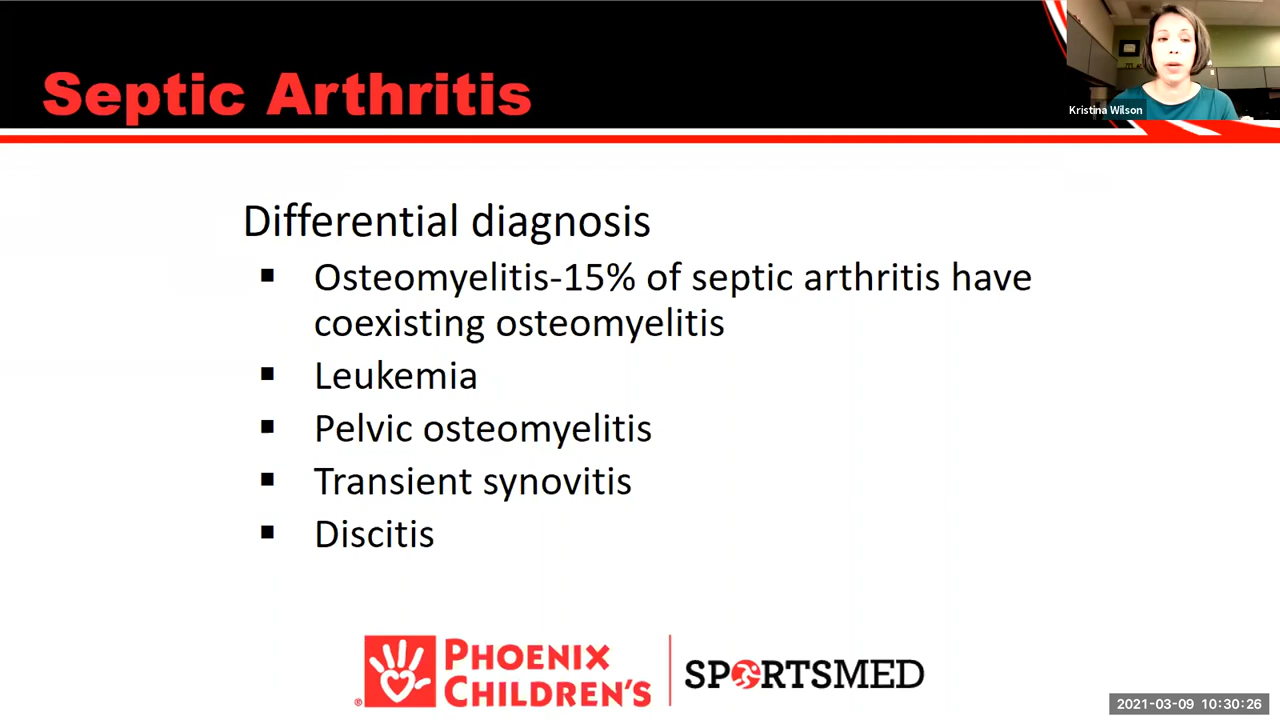 Septic Arthritis
Kristina Wilson
Differential diagnosis
▪ Osteomyelitis-15% of septic arthritis have
coexisting osteomyelitis
▪ Leukemia
▪ Pelvic osteomyelitis
▪ Transient synovitis
▪ Discitis
PHOENIX
CHILDREN'S
®
SPORTSMED
2021-03-09 10:30:26